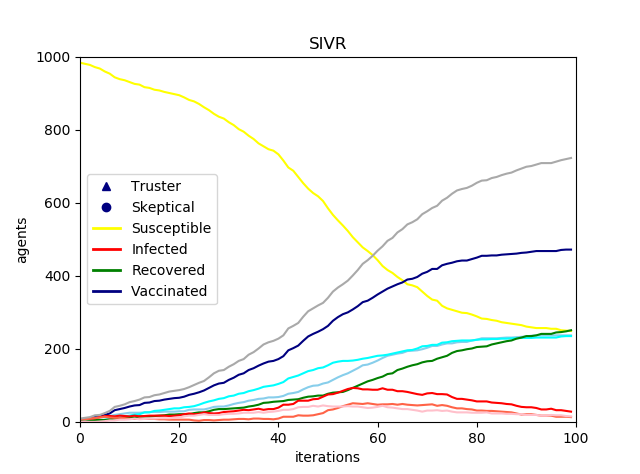 SIVR
1000
800
600
400
200
0
agents
Truster
Skeptical
Susceptible
Infected
Recovered
Vaccinated
0 20 40 60 80 100
iterations